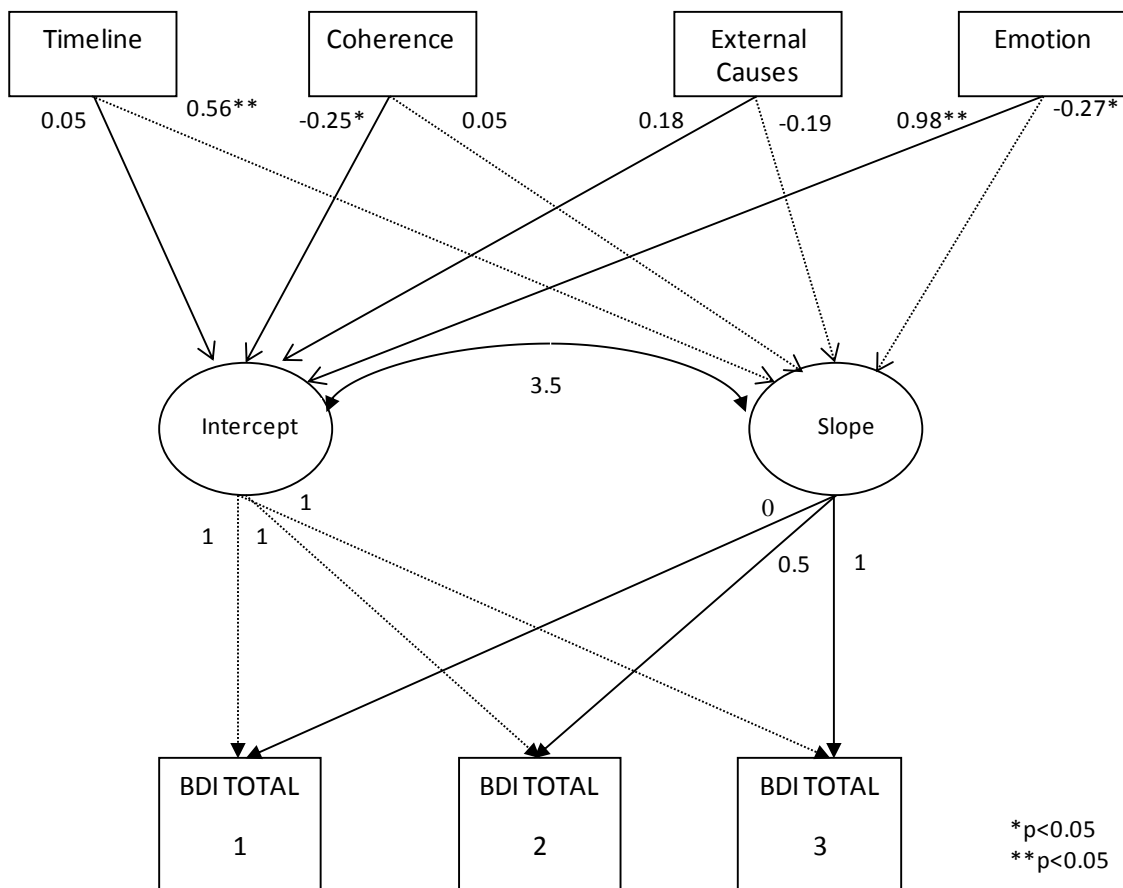 Timeline
Coherence
External
Causes
Emotion
0.05
0.56**
-0.25*
0.05
0.18
-0.19
0.98**
-0.27*
3.5
Intercept
Slope
1
1
1
0
0.5
1
BDI TOTAL
1
BDI TOTAL
2
BDI TOTAL
3
*p<0.05
**p<0.05